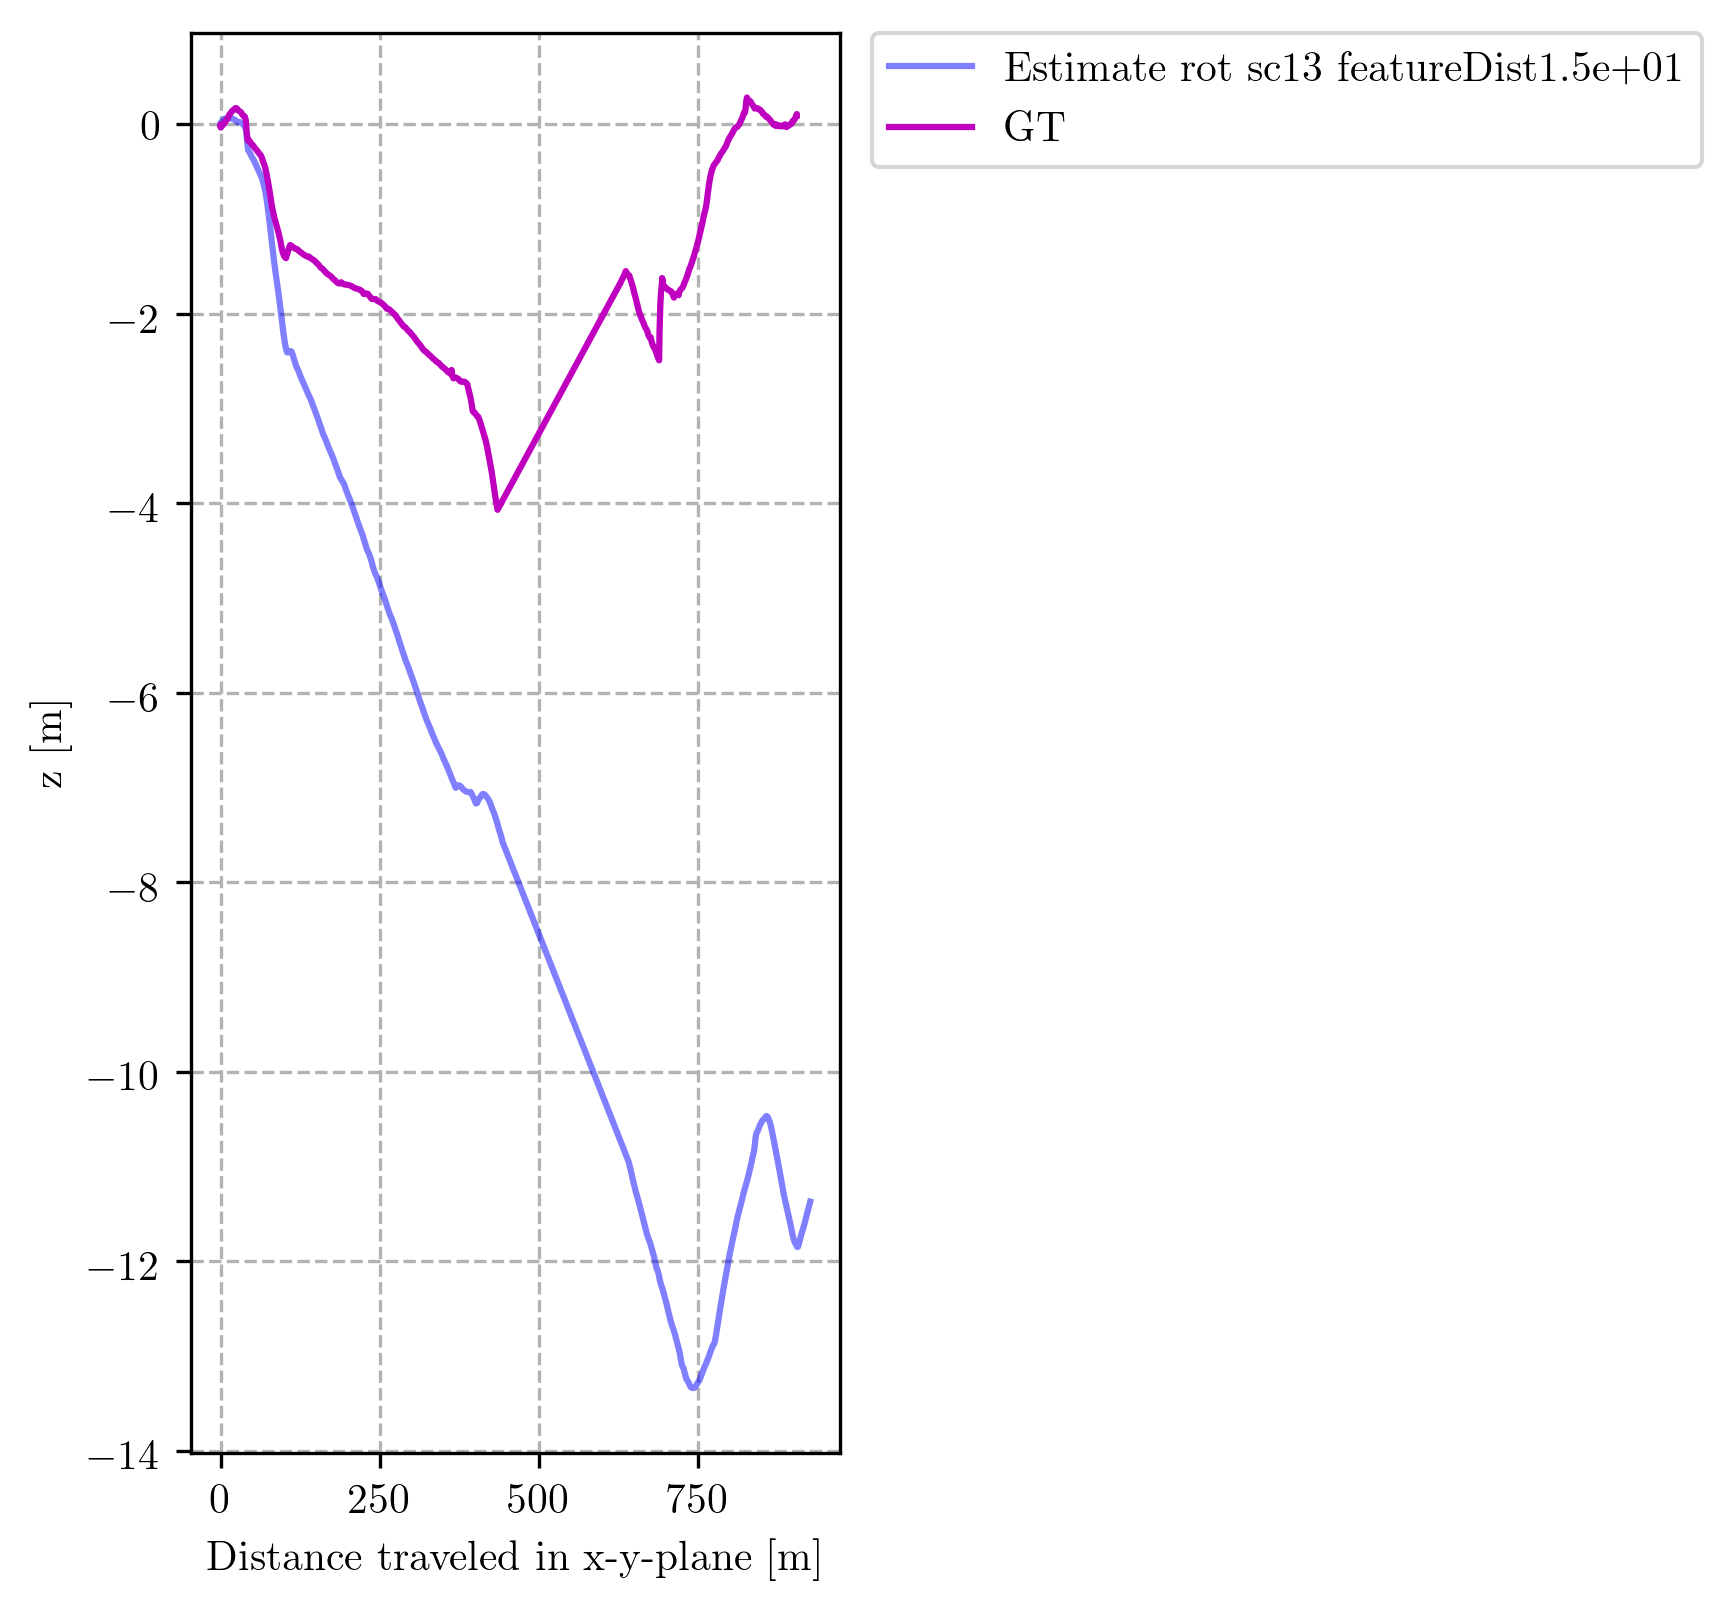 Estimate rot sc13 featureDist1.5e+01
GT
0
−2
−4
−6
−8
−10
−12
−14
z [m]
0 250 500 750
Distance traveled in x-y-plane [m]